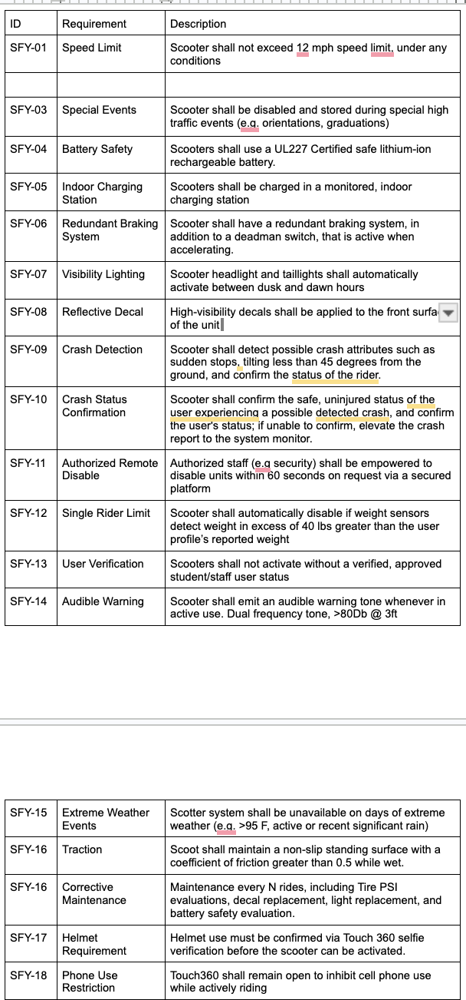 ID Requirement Description
SFY-01 Speed Limit Scooter shall not exceed 12 mph speed limit, under any
conditions
SFY-03 Special Events Scooter shall be disabled and stored during special high
traffic events (e.g. orientations, graduations)
SFY-04 Battery Safety Scooters shall use a UL227 Certified safe lithium-ion
rechargeable battery.
SFY-05 Indoor Charging Scooters shall be charged in a monitored, indoor
Station charging station
SFY-06 Redundant Braking Scooter shall have a redundant braking system, in
System addition to a deadman switch, that is active when
accelerating.
SFY-07 Visibility Lighting Scooter headlight and taillights shall automatically
activate between dusk and dawn hours
SFY-08 Reflective Decal High-visibility decals shall be applied to the front surfa
of the unit
SFY-09 Crash Detection Scooter shall detect possible crash attributes such as
sudden stops, tilting less than 45 degrees from the
ground, and confirm the status of the rider.
SFY-10 Crash Status Scooter shall confirm the safe, uninjured status of the
Confirmation user experiencing a possible detected crash, and confirm
the user's status; if unable to confirm, elevate the crash
report to the system monitor.
SFY-11 Authorized Remote Authorized staff (e.g security) shall be empowered to
Disable disable units within 60 seconds on request via a secured
platform
SFY-12 Single Rider Limit Scooter shall automatically disable if weight sensors
detect weight in excess of 40 lbs greater than the user
profile's reported weight
SFY-13 User Verification Scooters shall not activate without a verified, approved
student/staff user status
SFY-14 Audible Warning Scooter shall emit an audible warning tone whenever in
active use. Dual frequency tone, >80Db @ 3ft
SFY-15 Extreme Weather Scotter system shall be unavailable on days of extreme
Events weather (e.g. >95 F, active or recent significant rain)
SFY-16 Traction Scoot shall maintain a non-slip standing surface with a
coefficient of friction greater than 0.5 while wet.
SFY-16 Corrective Maintenance every N rides, including Tire PSI
Maintenance evaluations, decal replacement, light replacement, and
battery safety evaluation.
SFY-17 Helmet Helmet use must be confirmed via Touch 360 selfie
Requirement verification before the scooter can be activated.
SFY-18 Phone Use Touch360 shall remain open to inhibit cell phone use
Restriction while actively riding